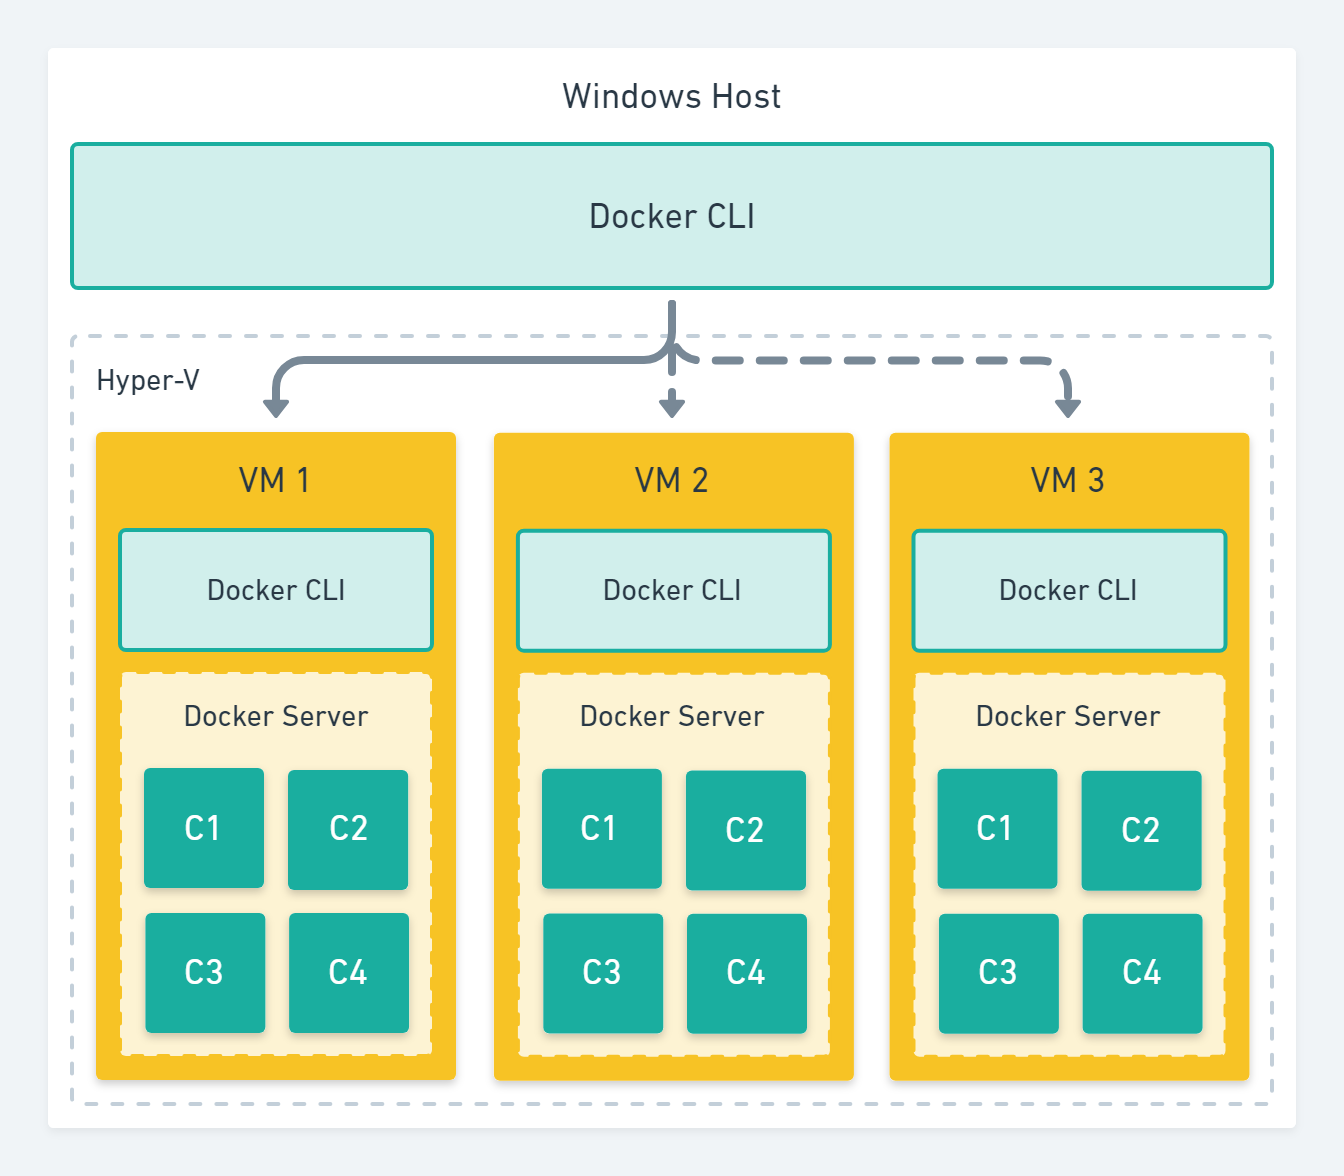 Windows Host
Docker CLI
Hyper-V
VM 1
Docker CLI
Docker Server
C1
C2
C3
C4
VM 2
Docker CLI
Docker Server
C1
C2
C3
C4
VM 3
Docker CLI
Docker Server
C1
C2
C3
C4